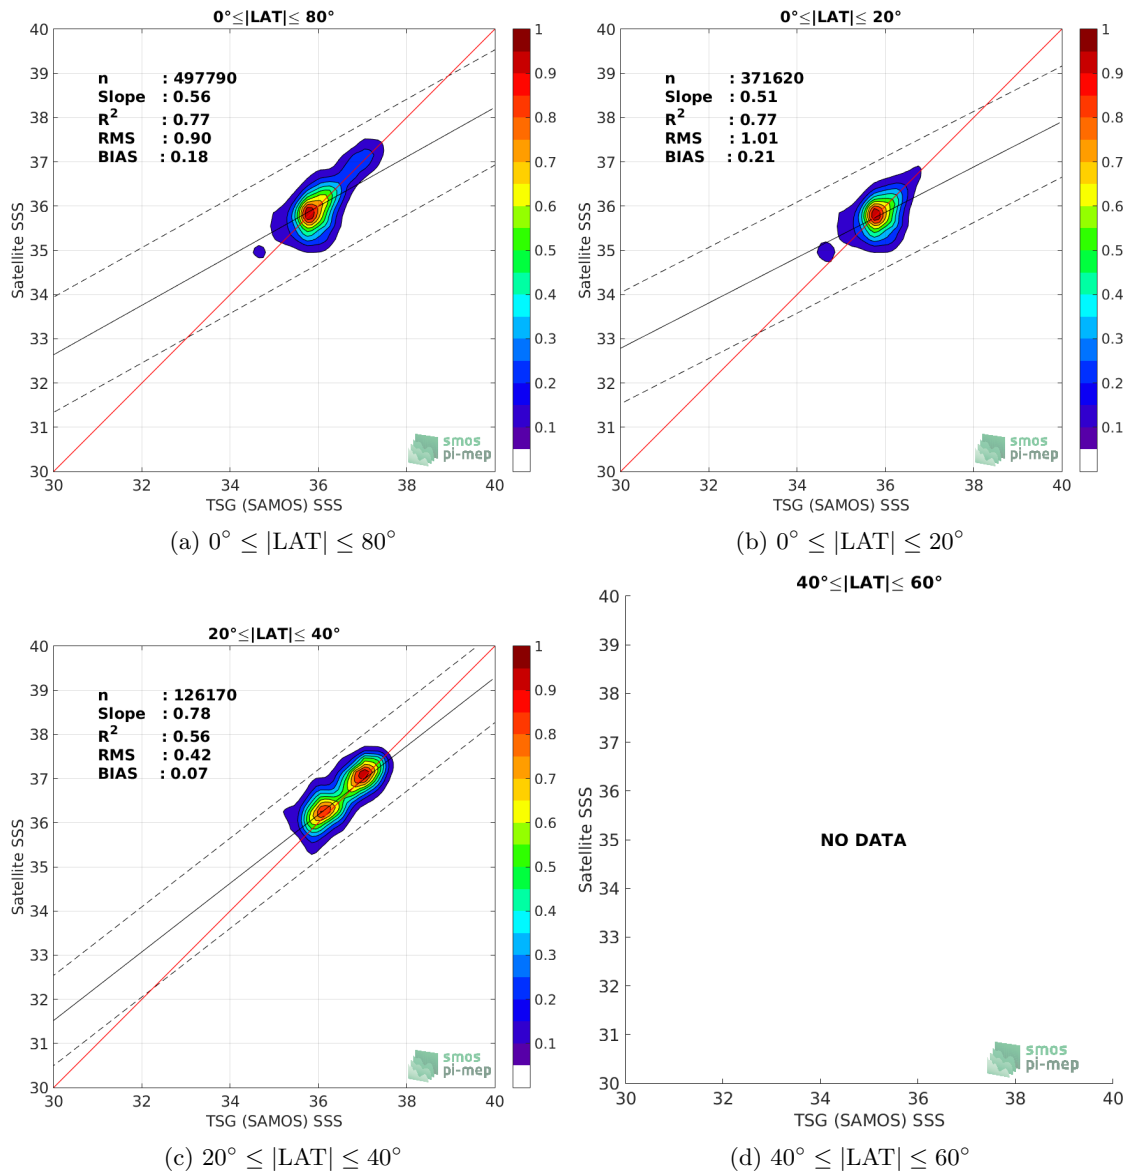 0°≤|LAT|≤ 80°
40
39
38
37
36
35
34
33
32
31
30
Satellite SSS
n : 497790
Slope : 0.56
R2 : 0.77
RMS : 0.90
BIAS : 0.18
smos
pi-mep
30 32 34 36 38 40
TSG (SAMOS) SSS
1
0.9
0.8
0.7
0.6
0.5
0.4
0.3
0.2
0.1
(a) 0° ≤ |LAT| ≤ 80°
0°≤|LAT|≤ 20°
40
39
38
37
36
35
34
33
32
31
30
Satellite SSS
n : 371620
Slope : 0.51
R2 : 0.77
RMS : 1.01
BIAS : 0.21
smos
pi-mep
30 32 34 36 38 40
TSG (SAMOS) SSS
1
0.9
0.8
0.7
0.6
0.5
0.4
0.3
0.2
0.1
(b) 0° ≤ |LAT| ≤ 20°
20°≤|LAT|≤ 40°
40
39
38
37
36
35
34
33
32
31
30
Satellite SSS
n : 126170
Slope : 0.78
R2 : 0.56
RMS : 0.42
BIAS : 0.07
smos
pi-mep
30 32 34 36 38 40
TSG (SAMOS) SSS
1
0.9
0.8
0.7
0.6
0.5
0.4
0.3
0.2
0.1
(c) 20° ≤ |LAT| ≤ 40°
40°≤|LAT|≤ 60°
40
39
38
37
36
35
34
33
32
31
30
Satellite SSS
NO DATA
smos
pi-mep
30 32 34 36 38 40
TSG (SAMOS) SSS
(d) 40° ≤ |LAT| ≤ 60°